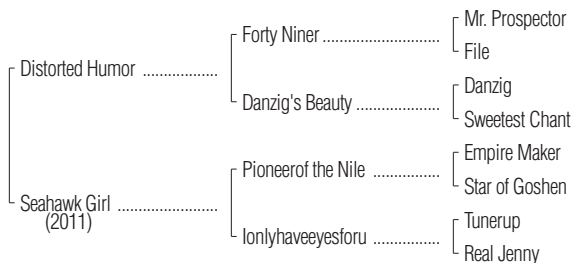 Mr. Prospector
Forty Niner ............................
File
Distorted Humor ..................
Danzig
Danzig's Beauty ....................
Sweetest Chant
Empire Maker
Pioneerof the Nile ................
Star of Goshen
Seahawk Girl ........................
(2011)
Tunerup
Ionlyhaveeyesforu ................
Real Jenny